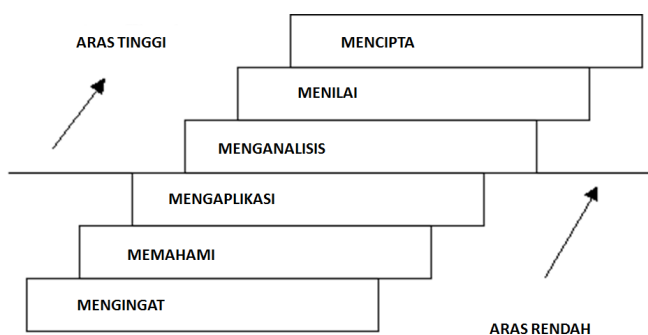 ARAS TINGGI
MENCIPTA
MENILAI
MENGANALISIS
MENGAPLIKASI
MEMAHAMI
MENGINGAT
ARAS RENDAH